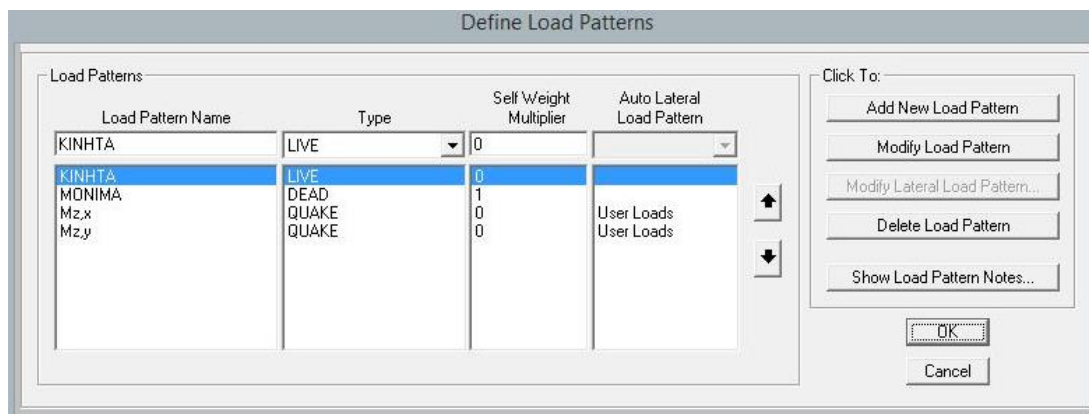 Define Load Patterns
Load Patterns
Click To:
Load Pattern Name Type Self Weight Multiplier Auto Lateral Load Pattern
KINHTA LIVE 0
KINHTA LIVE 0
MONIMA DEAD 1
Mz,x QUAKE 0 User Loads
Mz,y QUAKE 0 User Loads
Add New Load Pattern
Modify Load Pattern
Modify Lateral Load Pattern...
Delete Load Pattern
Show Load Pattern Notes...
OK
Cancel